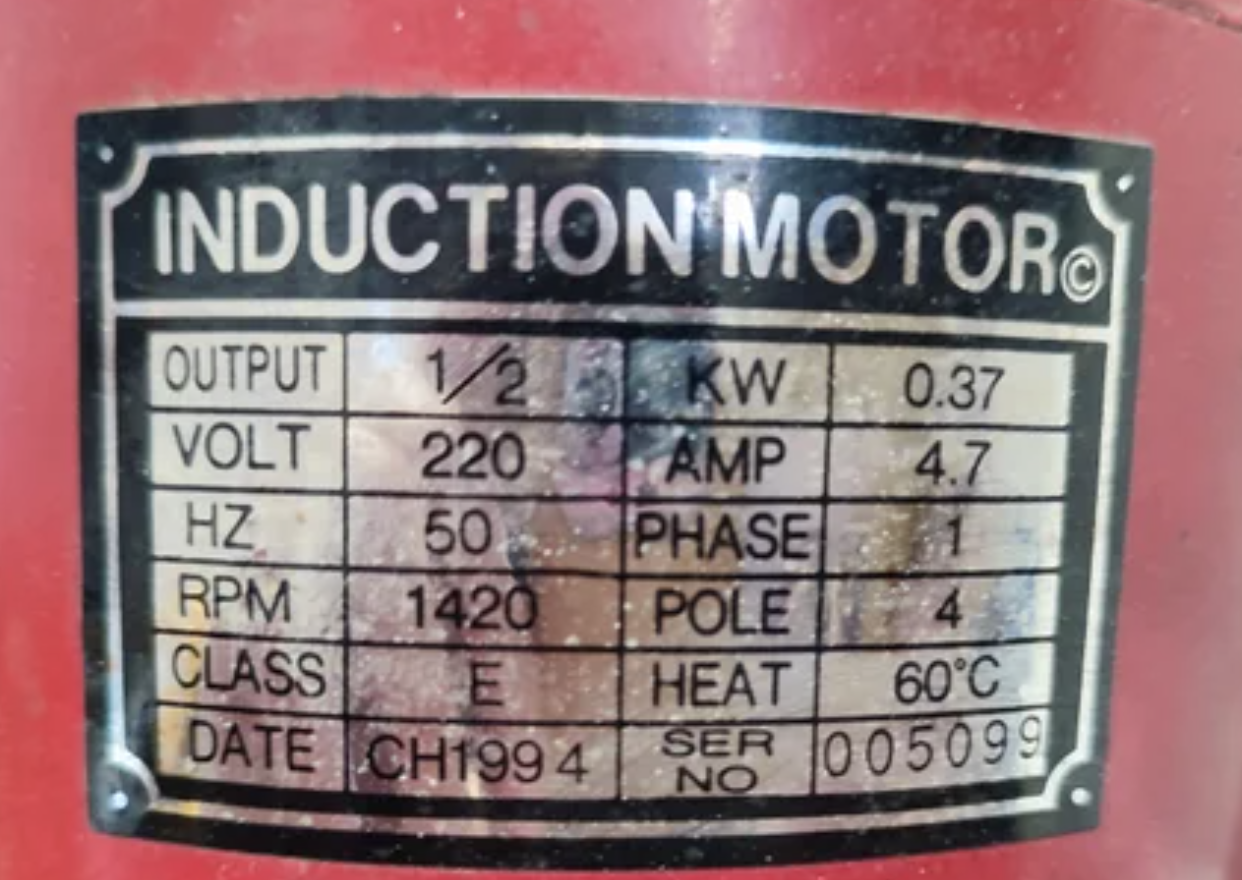 INDUCTION MOTOR©
OUTPUT 1/2 KW 0.37
VOLT 220 AMP 4.7
HZ 50 PHASE 1
RPM 1420 POLE 4
CLASS E HEAT 60°C
DATE CH1994 SER NO 005099